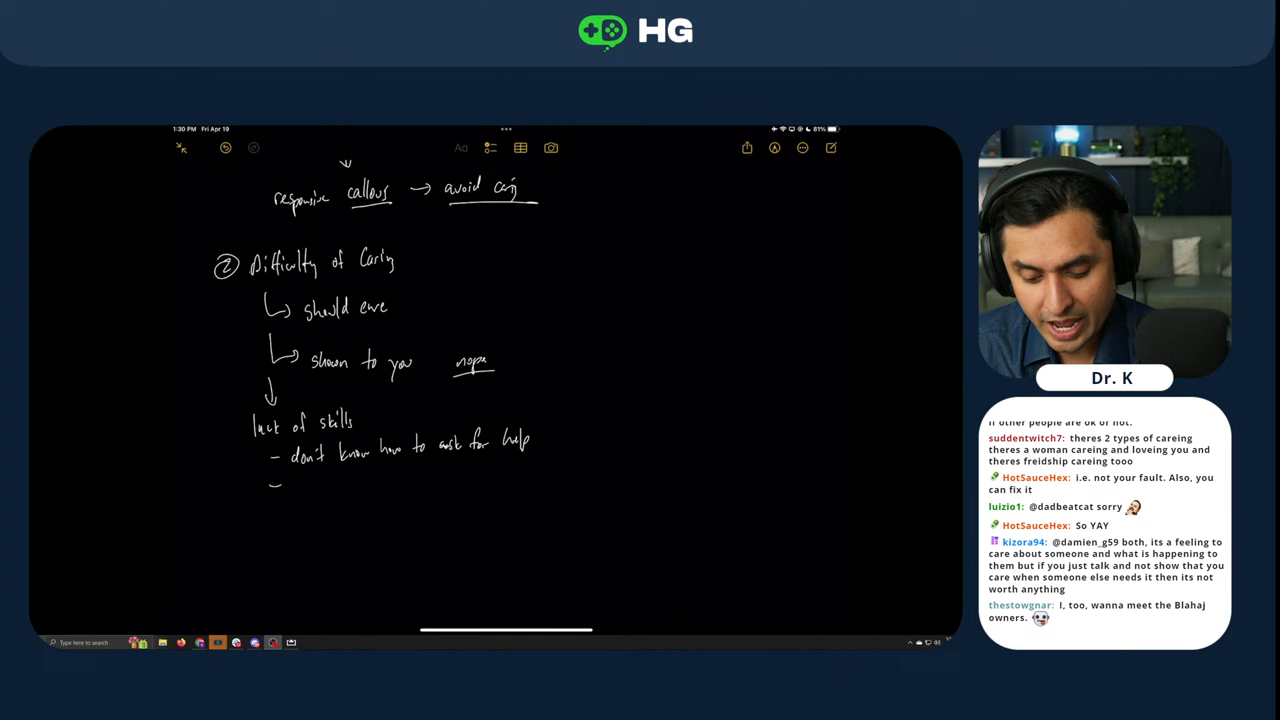 HG
1:30 PM Fri Apr 19
81%
Aa
responsive callous → avoid caring
② Difficulty of Caring
↳ should care
↳ shown to you nope
lack of skills
- don't know how to ask for help
-
Type here to search
Dr. K
if other people are ok or not.
suddentwitch7: theres 2 types of careing
theres a woman careing and loveing you and
theres freidship careing tooo
HotSauceHex: i.e. not your fault. Also, you
can fix it
luizio1: @dadbeatcat sorry
HotSauceHex: So YAY
kizora94: @damien_g59 both, its a feeling to
care about someone and what is happening to
them but if you just talk and not show that you
care when someone else needs it then its not
worth anything
thestowgnar: I, too, wanna meet the Blahaj
owners.